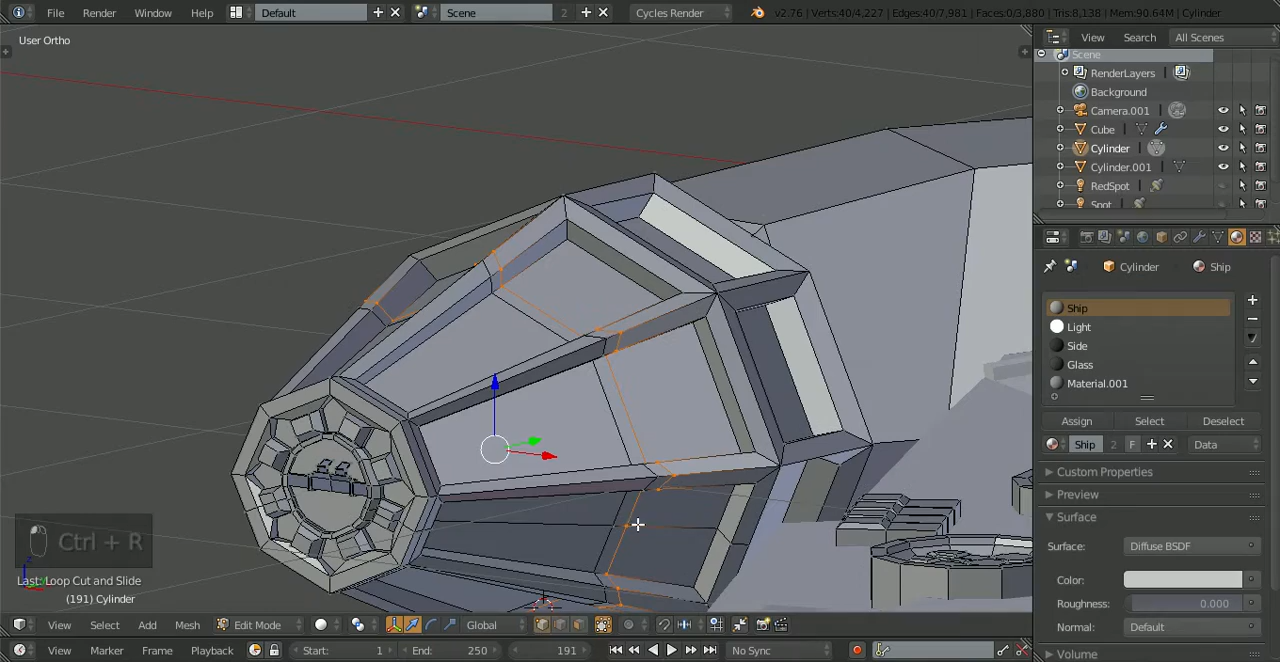 File Render Window Help Default Scene 2 Cycles Render v2.76 | Verts:40/4,227 | Edges:40/7,981 | Faces:0/3,880 | Tris:8,138 | Mem:90.64M | Cylinder
User Ortho
View Search All Scenes
Scene
RenderLayers
Background
Camera.001
Cube
Cylinder
Cylinder.001
RedSpot
Spot
Cylinder Ship
Ship
Light
Side
Glass
Material.001
Assign Select Deselect
Ship 2 F Data
Custom Properties
Preview
Surface
Surface: Diffuse BSDF
Color:
Roughness: 0.000
Normal: Default
Volume
Ctrl + R
Last: Loop Cut and Slide
(191) Cylinder
View Select Add Mesh Edit Mode Global
View Marker Frame Playback Start: 1 End: 250 191 No Sync